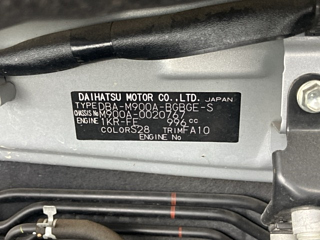 DAIHATSU MOTOR CO.,LTD. JAPAN
TYPE DBA-M900A-BGBGE-S
CHASSIS No M900A-0020767
ENGINE 1KR-FE 996 cc
COLOR S28 TRIM FA10
ENGINE No